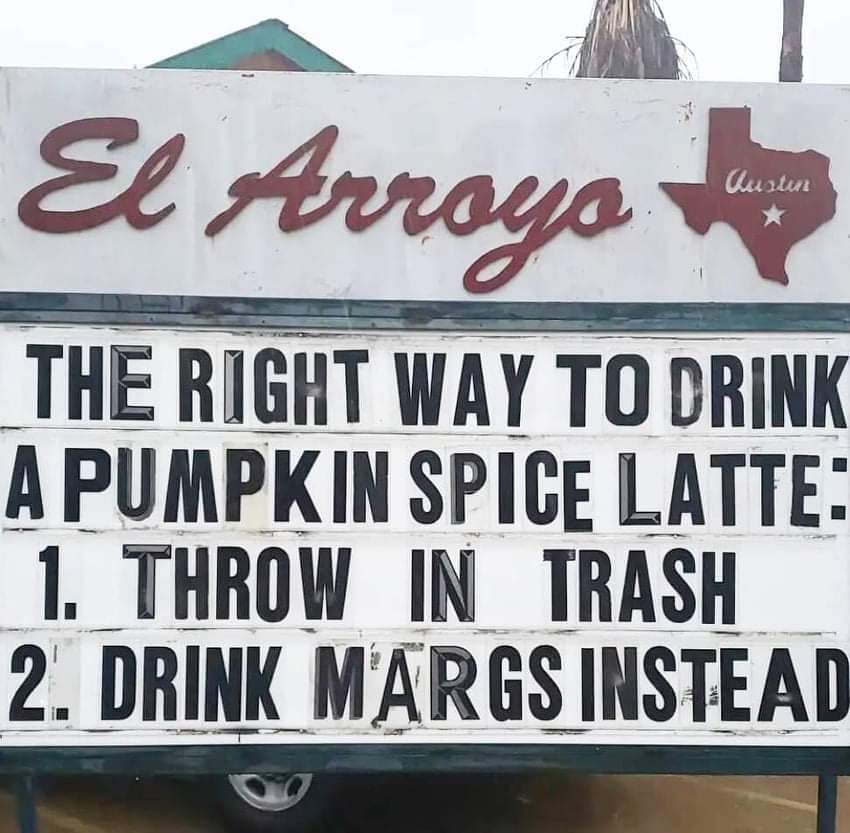 El Arroyo
Austin
THE RIGHT WAY TO DRINK
A PUMPKIN SPICE LATTE:
1. THROW IN TRASH
2. DRINK MARGS INSTEAD